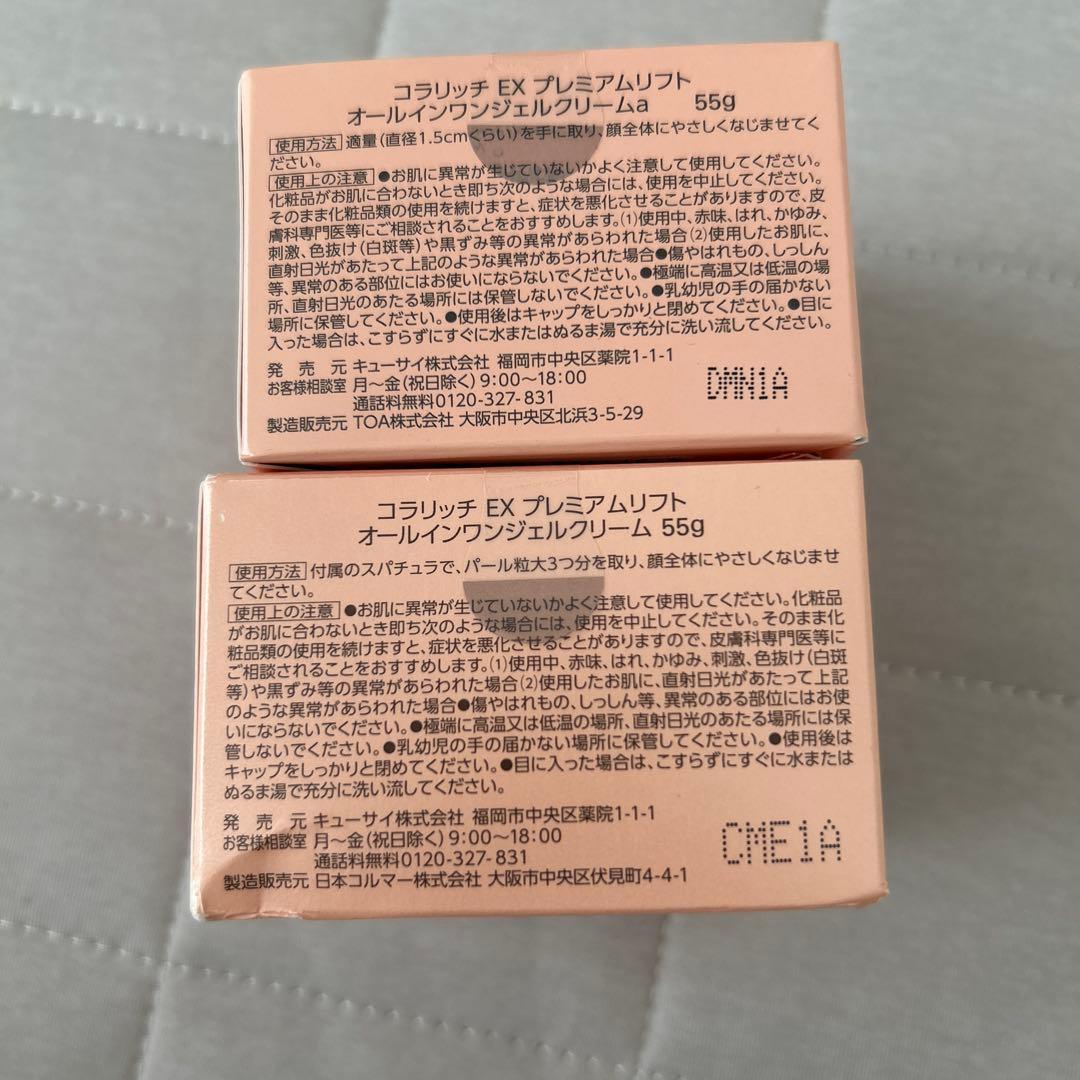 コラリッチ EX プレミアムリフト
オールインワンジェルクリームa 55g
使用方法 適量(直径1.5cmくらい)を手に取り、顔全体にやさしくなじませてく
ださい。
使用上の注意 ●お肌に異常が生じていないかよく注意して使用してください。
化粧品がお肌に合わないとき即ち次のような場合には、使用を中止してください。
そのまま化粧品類の使用を続けますと、症状を悪化させることがありますので、皮
膚科専門医等にご相談されることをおすすめします。(1)使用中、赤味、はれ、かゆみ、
刺激、色抜け(白斑等)や黒ずみ等の異常があらわれた場合(2)使用したお肌に、
直射日光があたって上記のような異常があらわれた場合●傷やはれもの、しっしん
等、異常のある部位にはお使いにならないでください。●極端に高温又は低温の場
所、直射日光のあたる場所には保管しないでください。●乳幼児の手の届かない
場所に保管してください。●使用後はキャップをしっかりと閉めてください。●目に
入った場合は、こすらずにすぐに水またはぬるま湯で充分に洗い流してください。
発売元 キューサイ株式会社 福岡市中央区薬院1-1-1
お客様相談室 月〜金(祝日除く)9:00〜18:00
通話料無料0120-327-831
製造販売元 TOA株式会社 大阪市中央区北浜3-5-29
DMN1A
コラリッチ EX プレミアムリフト
オールインワンジェルクリーム 55g
使用方法 付属のスパチュラで、パール粒大3つ分を取り、顔全体にやさしくなじませ
てください。
使用上の注意 ●お肌に異常が生じていないかよく注意して使用してください。化粧品
がお肌に合わないとき即ち次のような場合には、使用を中止してください。そのまま化
粧品類の使用を続けますと、症状を悪化させることがありますので、皮膚科専門医等に
ご相談されることをおすすめします。(1)使用中、赤味、はれ、かゆみ、刺激、色抜け(白斑
等)や黒ずみ等の異常があらわれた場合(2)使用したお肌に、直射日光があたって上記
のような異常があらわれた場合●傷やはれもの、しっしん等、異常のある部位にはお使
いにならないでください。●極端に高温又は低温の場所、直射日光のあたる場所には保
管しないでください。●乳幼児の手の届かない場所に保管してください。●使用後は
キャップをしっかりと閉めてください。●目に入った場合は、こすらずにすぐに水または
ぬるま湯で充分に洗い流してください。
発売元 キューサイ株式会社 福岡市中央区薬院1-1-1
お客様相談室 月〜金(祝日除く)9:00〜18:00
通話料無料0120-327-831
製造販売元 日本コルマー株式会社 大阪市中央区伏見町4-4-1
CME1A